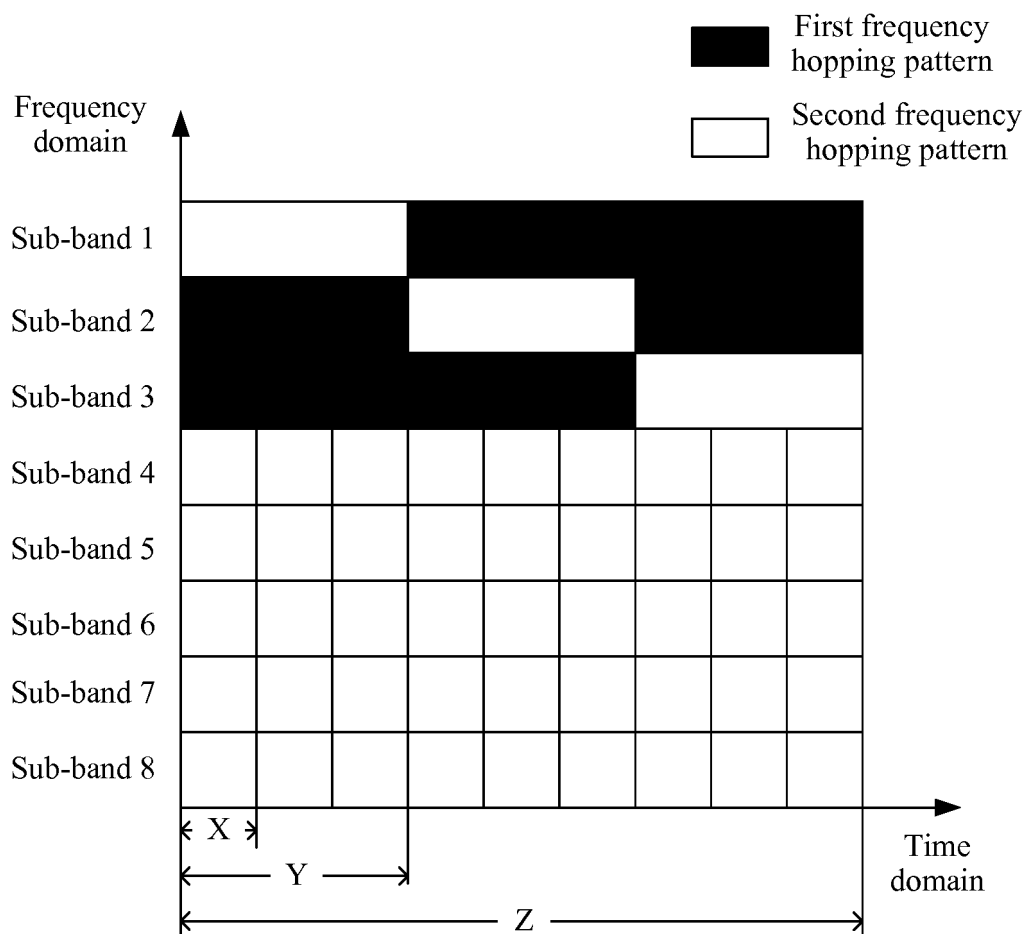 First frequency
hopping pattern
Second frequency
hopping pattern
Frequency
domain
Sub-band 1
Sub-band 2
Sub-band 3
Sub-band 4
Sub-band 5
Sub-band 6
Sub-band 7
Sub-band 8
X
Y
Z
Time
domain